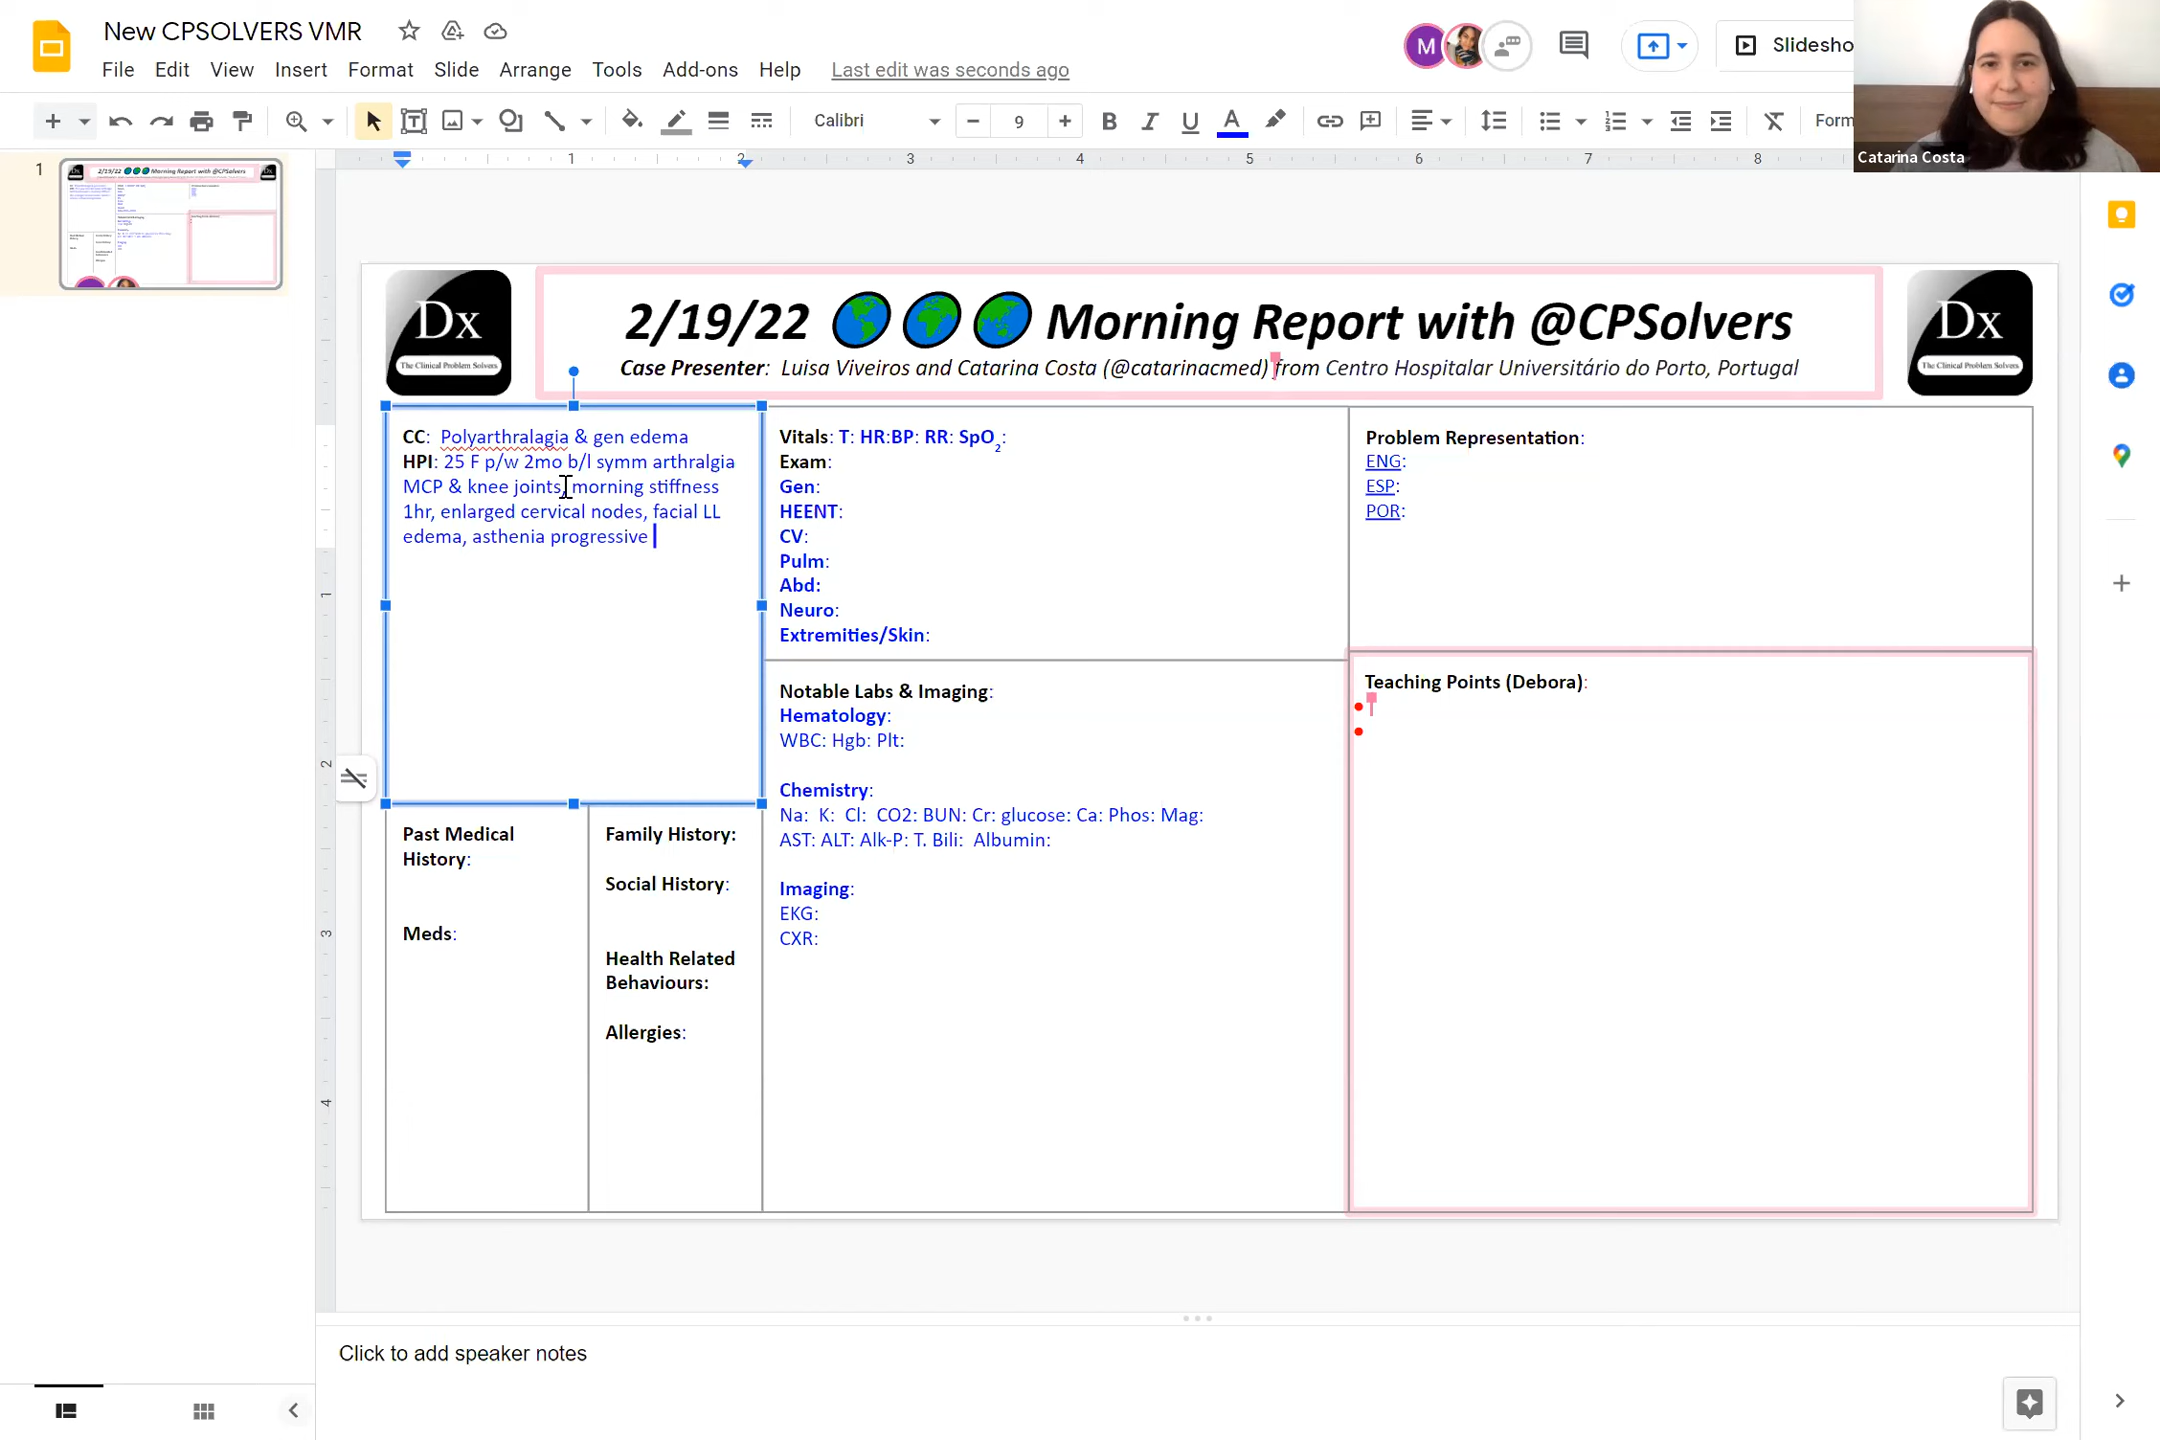 New CPSOLVERS VMR
File Edit View Insert Format Slide Arrange Tools Add-ons Help Last edit was seconds ago
M
Slidesho
Calibri
9
Form
Catarina Costa
1
1 2 3 4 5 6 7 8
Dx
The Clinical Problem Solvers
2/19/22 Morning Report with @CPSolvers
Case Presenter: Luisa Viveiros and Catarina Costa (@catarinacmed) from Centro Hospitalar Universitário do Porto, Portugal
Dx
The Clinical Problem Solvers
CC: Polyarthralagia & gen edema
HPI: 25 F p/w 2mo b/l symm arthralgia
MCP & knee joints, morning stiffness
1hr, enlarged cervical nodes, facial LL
edema, asthenia progressive
Past Medical
History:
Meds:
Family History:
Social History:
Health Related
Behaviours:
Allergies:
Vitals: T: HR:BP: RR: SpO2:
Exam:
Gen:
HEENT:
CV:
Pulm:
Abd:
Neuro:
Extremities/Skin:
Notable Labs & Imaging:
Hematology:
WBC: Hgb: Plt:
Chemistry:
Na: K: Cl: CO2: BUN: Cr: glucose: Ca: Phos: Mag:
AST: ALT: Alk-P: T. Bili: Albumin:
Imaging:
EKG:
CXR:
Problem Representation:
ENG:
ESP:
POR:
Teaching Points (Debora):
1
2
3
4
Click to add speaker notes